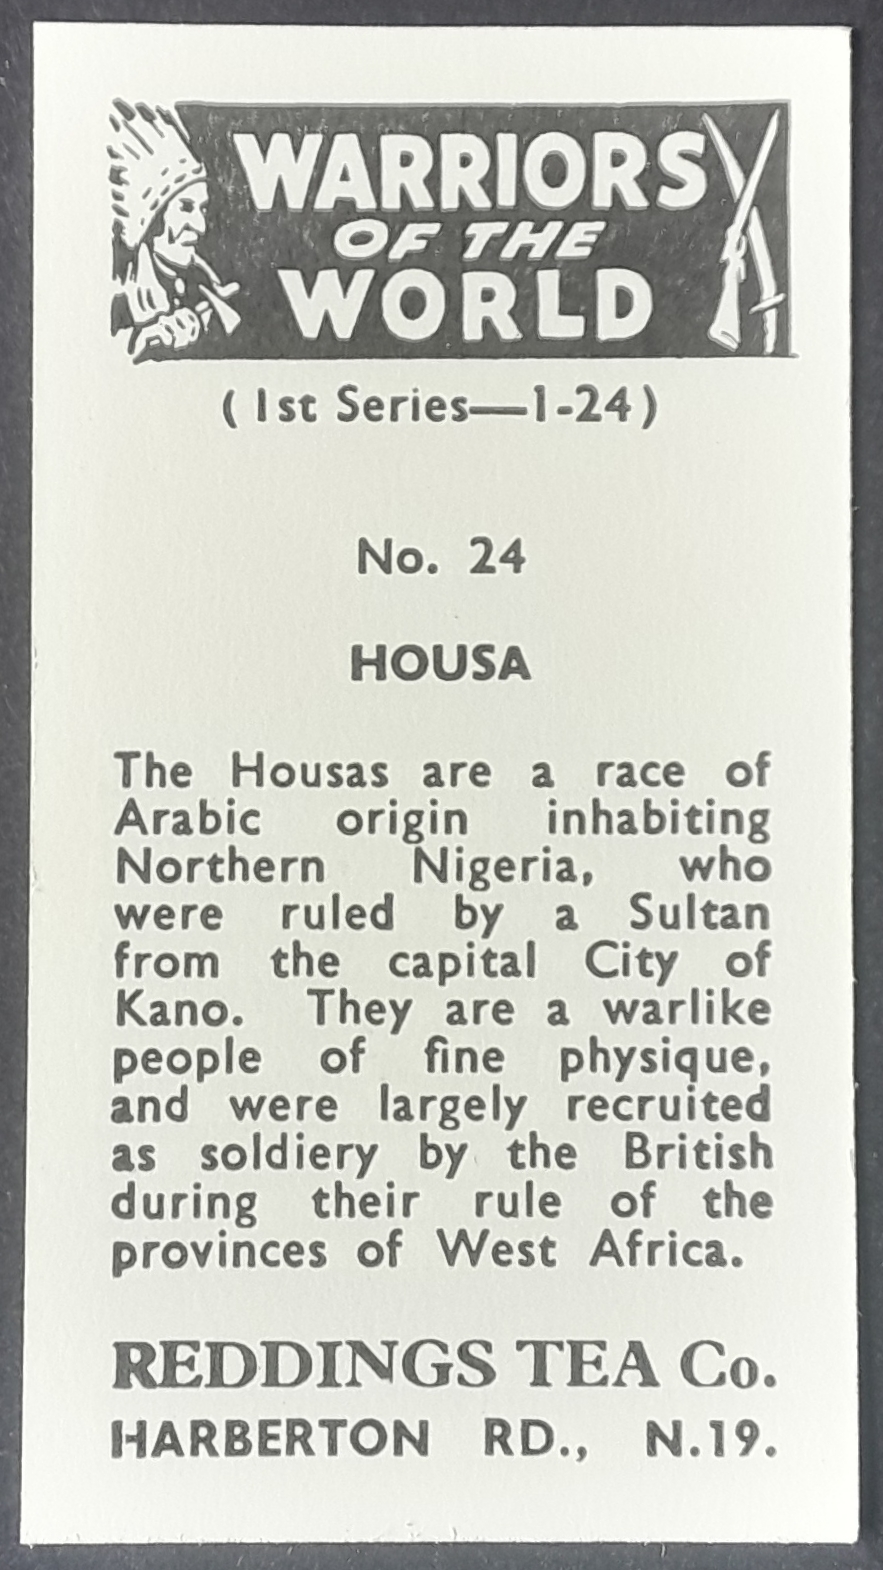 WARRIORS
OF THE
WORLD
(1st Series—1-24)
No. 24
HOUSA
The Housas are a race of
Arabic origin inhabiting
Northern Nigeria, who
were ruled by a Sultan
from the capital City of
Kano. They are a warlike
people of fine physique,
and were largely recruited
as soldiery by the British
during their rule of the
provinces of West Africa.
REDDINGS TEA Co.
HARBERTON RD., N.19.